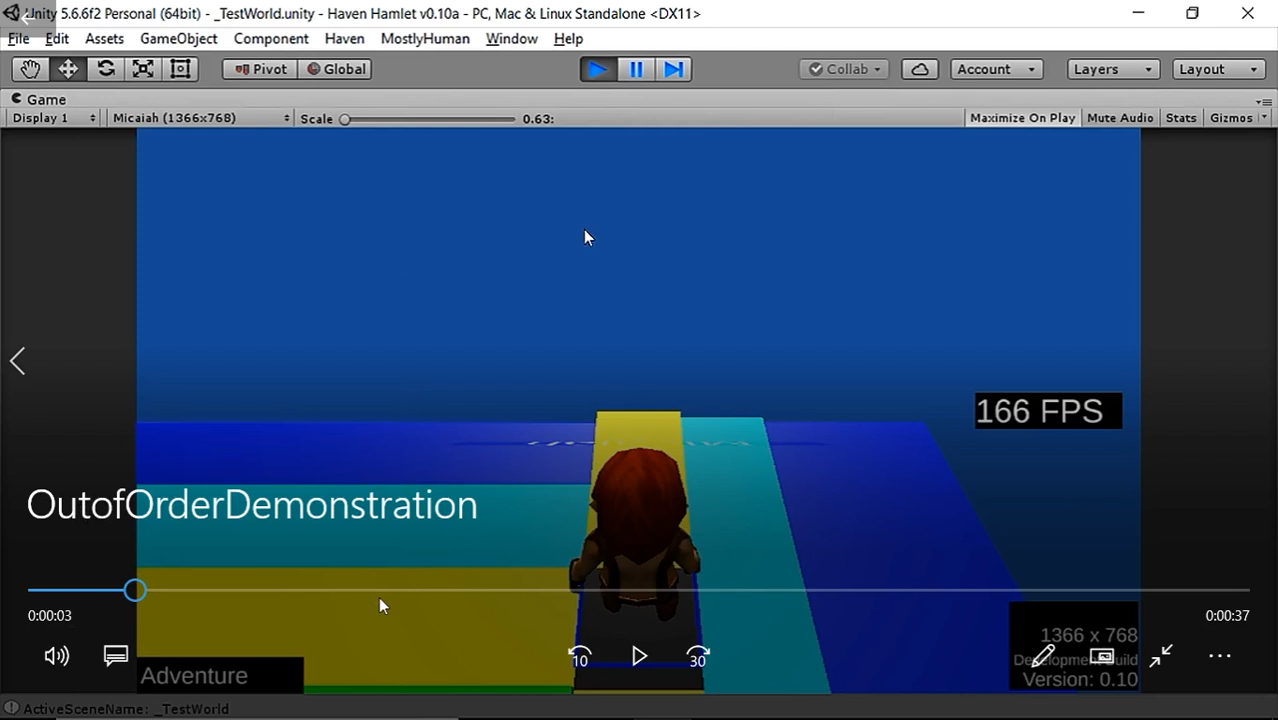 Unity 5.6.6f2 Personal (64bit) - _TestWorld.unity - Haven Hamlet v0.10a - PC, Mac & Linux Standalone <DX11>
File Edit Assets GameObject Component Haven MostlyHuman Window Help
Pivot Global Collab Account Layers Layout
Game
Display 1 Micaiah (1366x768) Scale 0.63: Maximize On Play Mute Audio Stats Gizmos
166 FPS
OutofOrderDemonstration
0:00:03 0:00:37
1366 x 768
10 30
Development Build
Adventure Version: 0.10
ActiveSceneName: _TestWorld